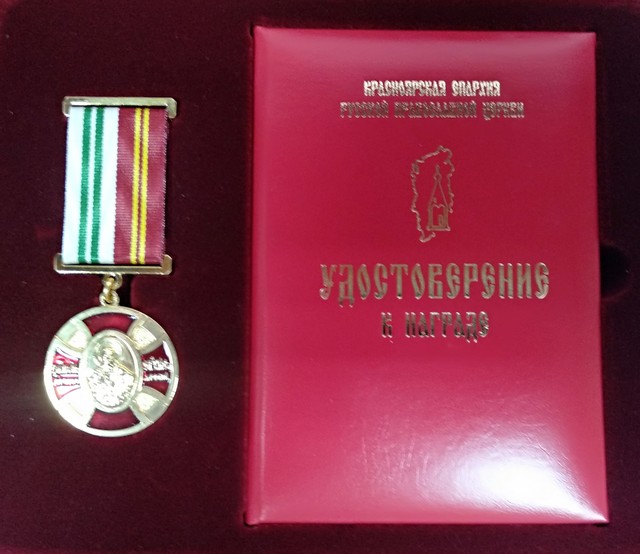 КРАСНОЯРСКАЯ ЕПАРХИЯ
РУССКОЙ ПРАВОСЛАВНОЙ ЦЕРКВИ
УДОСТОВЕРЕНИЕ
К НАГРАДЕ